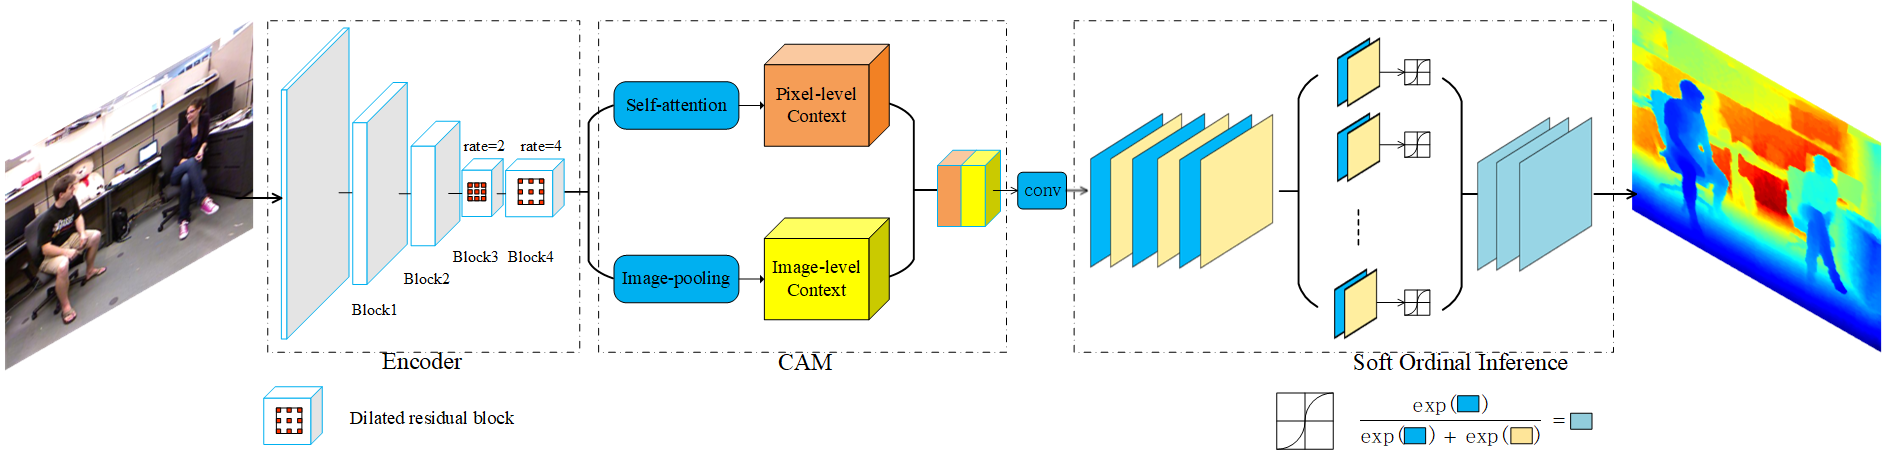 Self-attention
Pixel-level
Context
rate=2
rate=4
conv
Block3
Block4
Block2
Image-pooling
Image-level
Context
Block1
Encoder
CAM
Soft Ordinal Inference
Dilated residual block
exp( )
exp( ) + exp( )
=